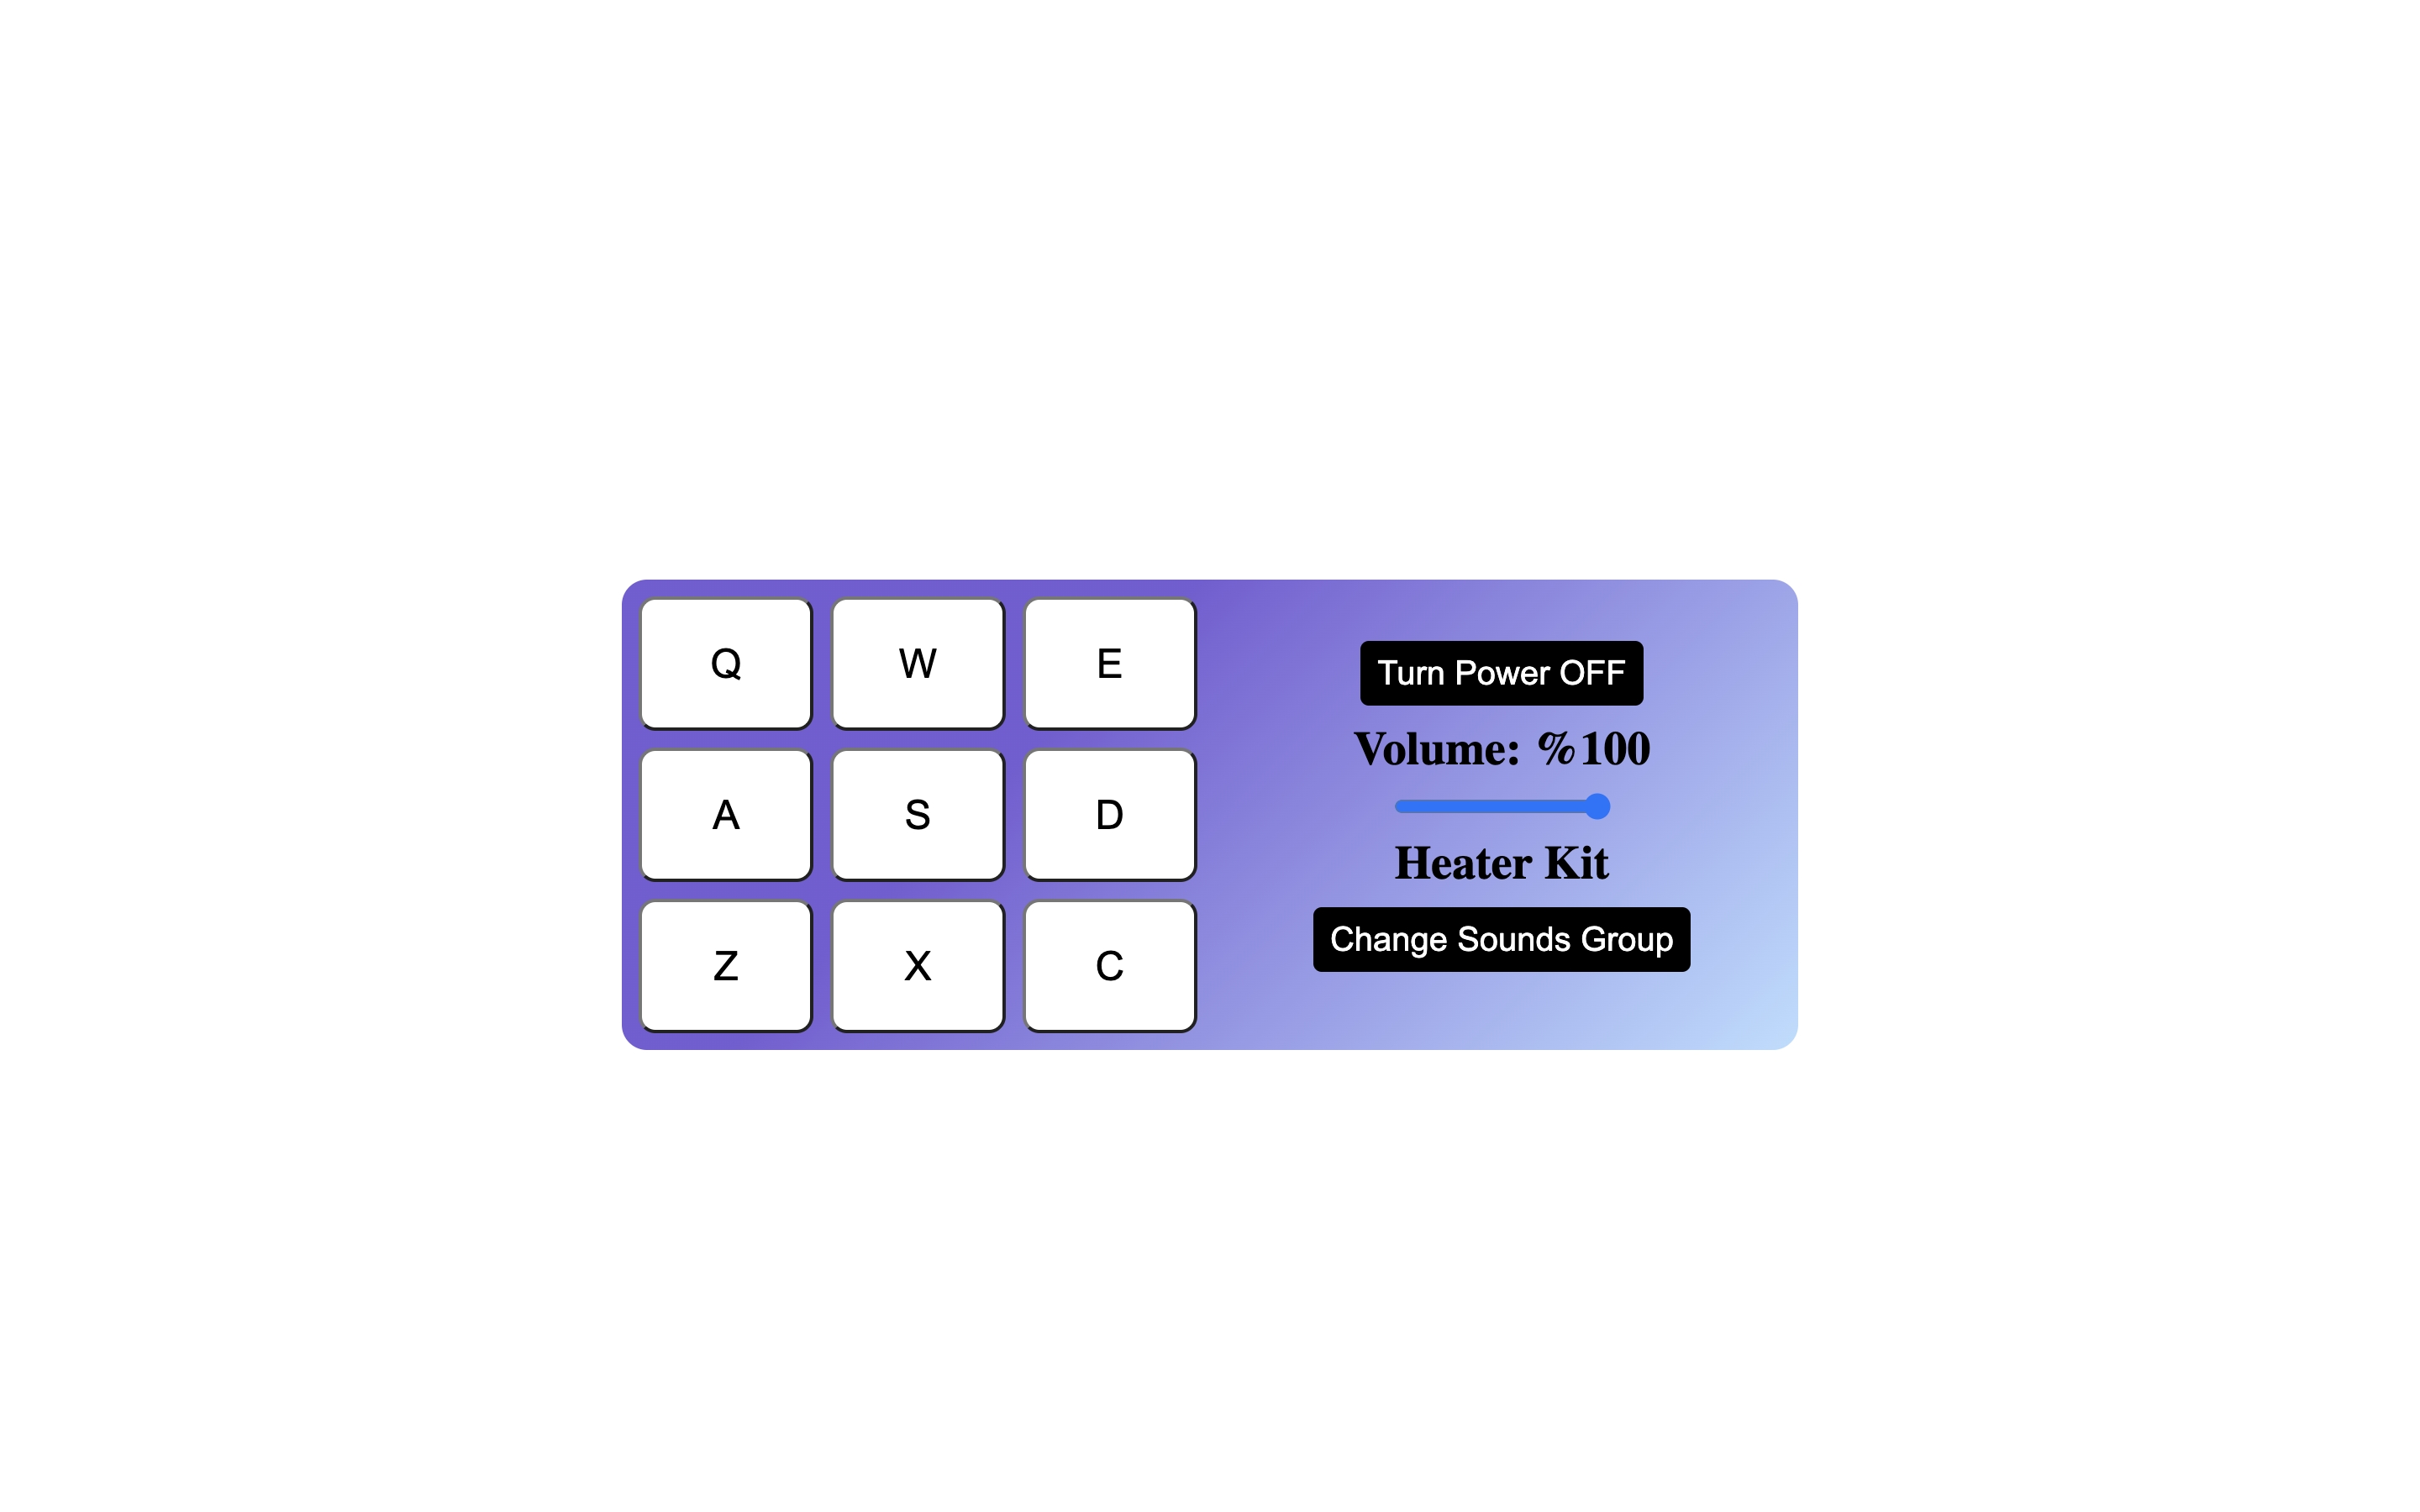 Q W E
Turn Power OFF
Volume: %100
A S D
Heater Kit
Change Sounds Group
Z X C